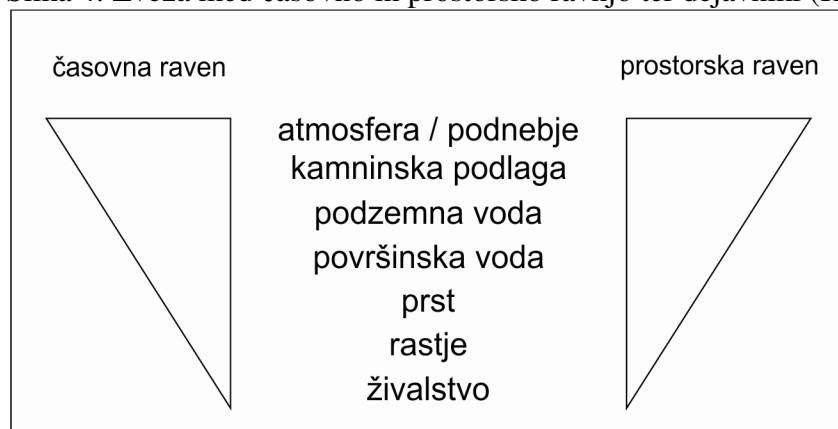 časovna raven
prostorska raven
atmosfera / podnebje
kamninska podlaga
podzemna voda
površinska voda
prst
rastje
živalstvo